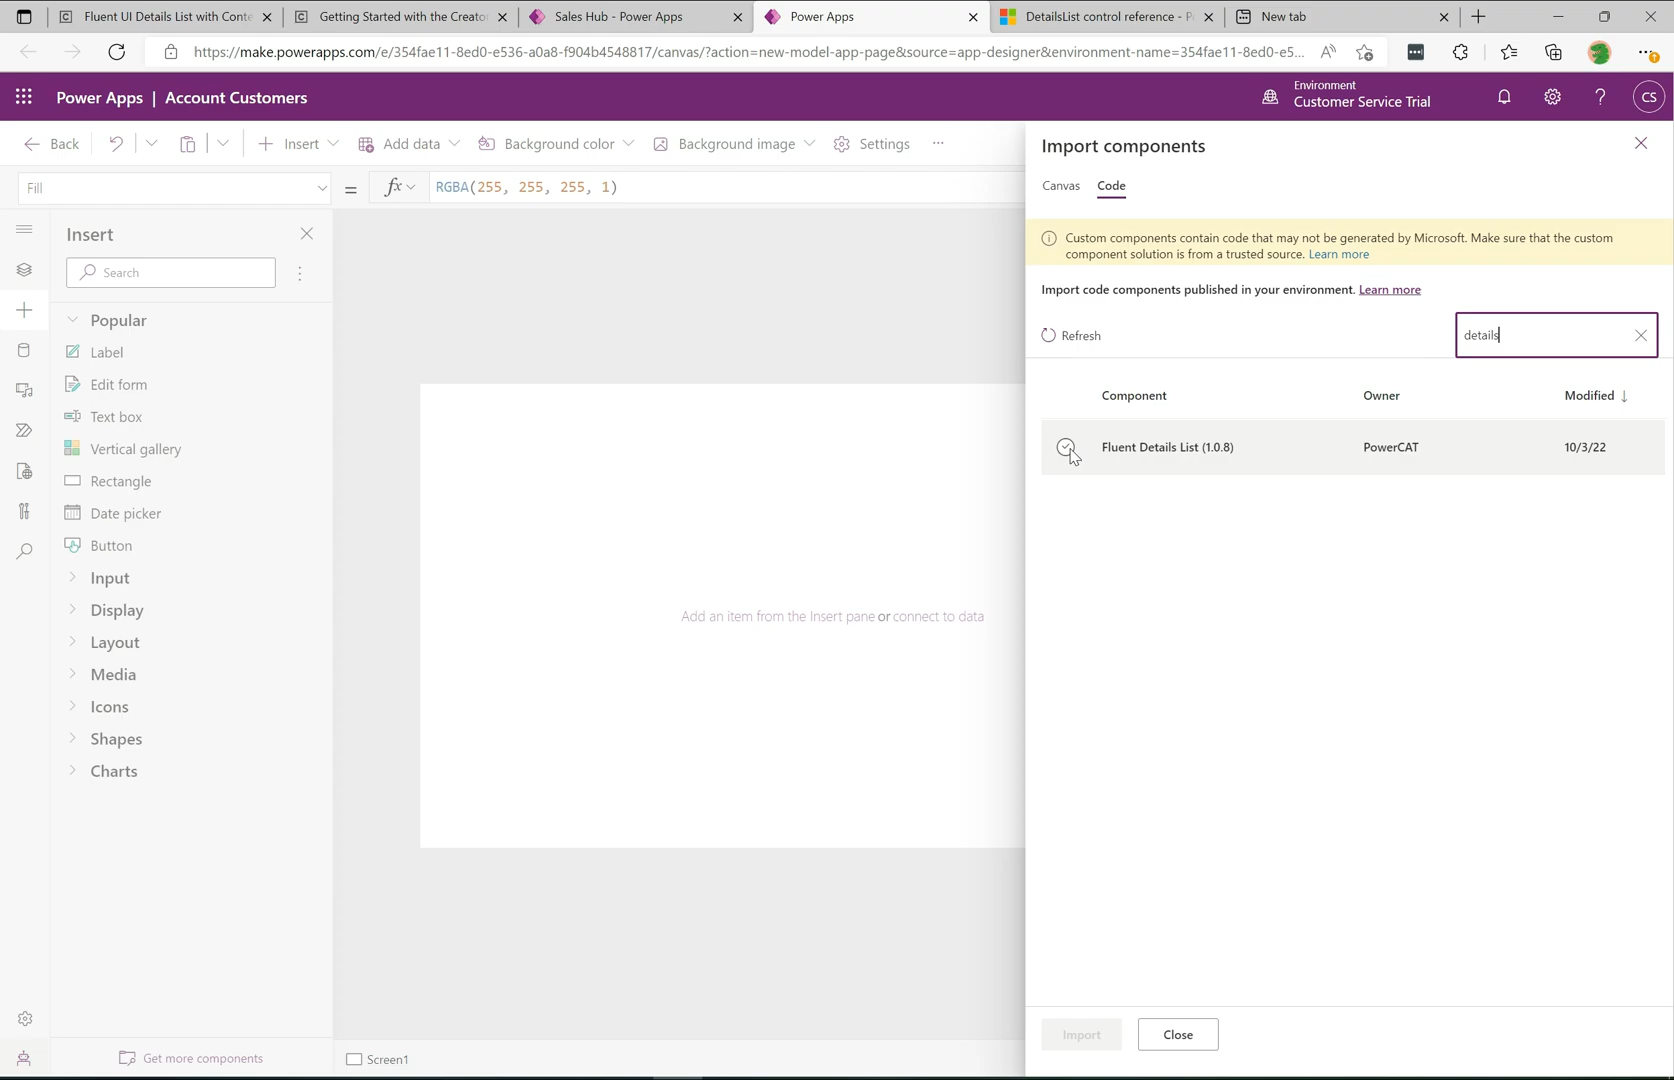 Fluent UI Details List with Conte
Getting Started with the Creato
Sales Hub - Power Apps
Power Apps
DetailsList control reference - P
New tab
https://make.powerapps.com/e/354fae11-8ed0-e536-a0a8-f904b4548817/canvas/?action=new-model-app-page&source=app-designer&environment-name=354fae11-8ed0-e5...
Power Apps | Account Customers
Environment
Customer Service Trial
CS
Back
Insert
Add data
Background color
Background image
Settings
Fill
=
fx
RGBA(255, 255, 255, 1)
Insert
Search
Popular
Label
Edit form
Text box
Vertical gallery
Rectangle
Date picker
Button
Input
Display
Layout
Media
Icons
Shapes
Charts
Get more components
Add an item from the Insert pane or connect to data
Screen1
Import components
Canvas
Code
Custom components contain code that may not be generated by Microsoft. Make sure that the custom
component solution is from a trusted source. Learn more
Import code components published in your environment. Learn more
Refresh
details
Component
Owner
Modified
Fluent Details List (1.0.8)
PowerCAT
10/3/22
Import
Close